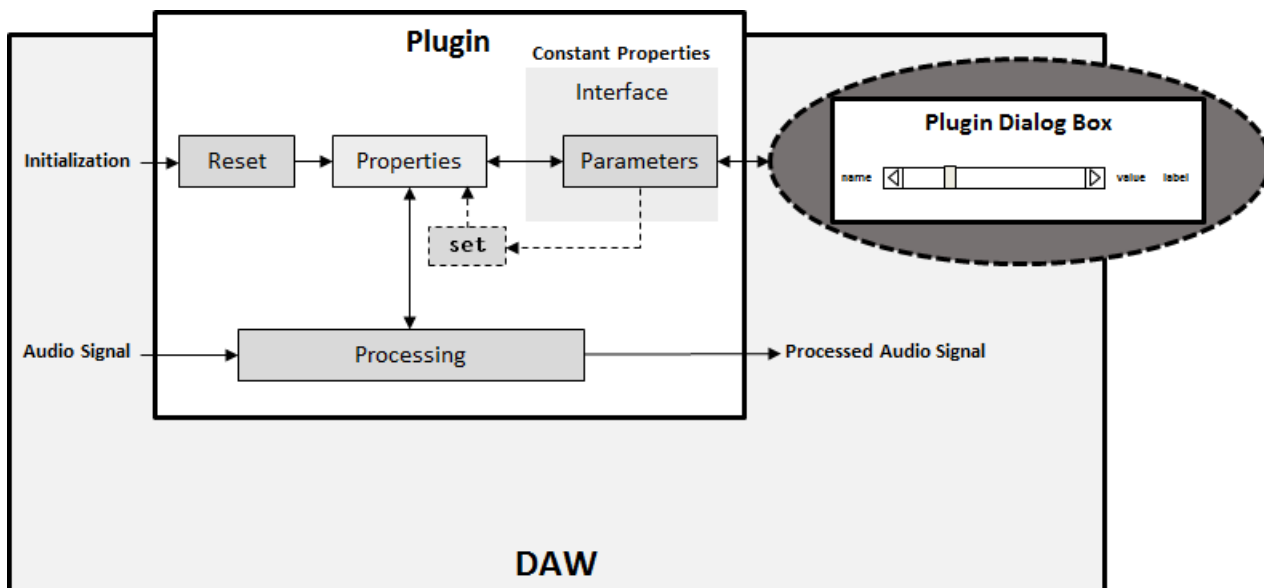 Plugin
Constant Properties
Interface
Plugin Dialog Box
Initialization
Reset
Properties
Parameters
name
value
label
set
Audio Signal
Processing
Processed Audio Signal
DAW